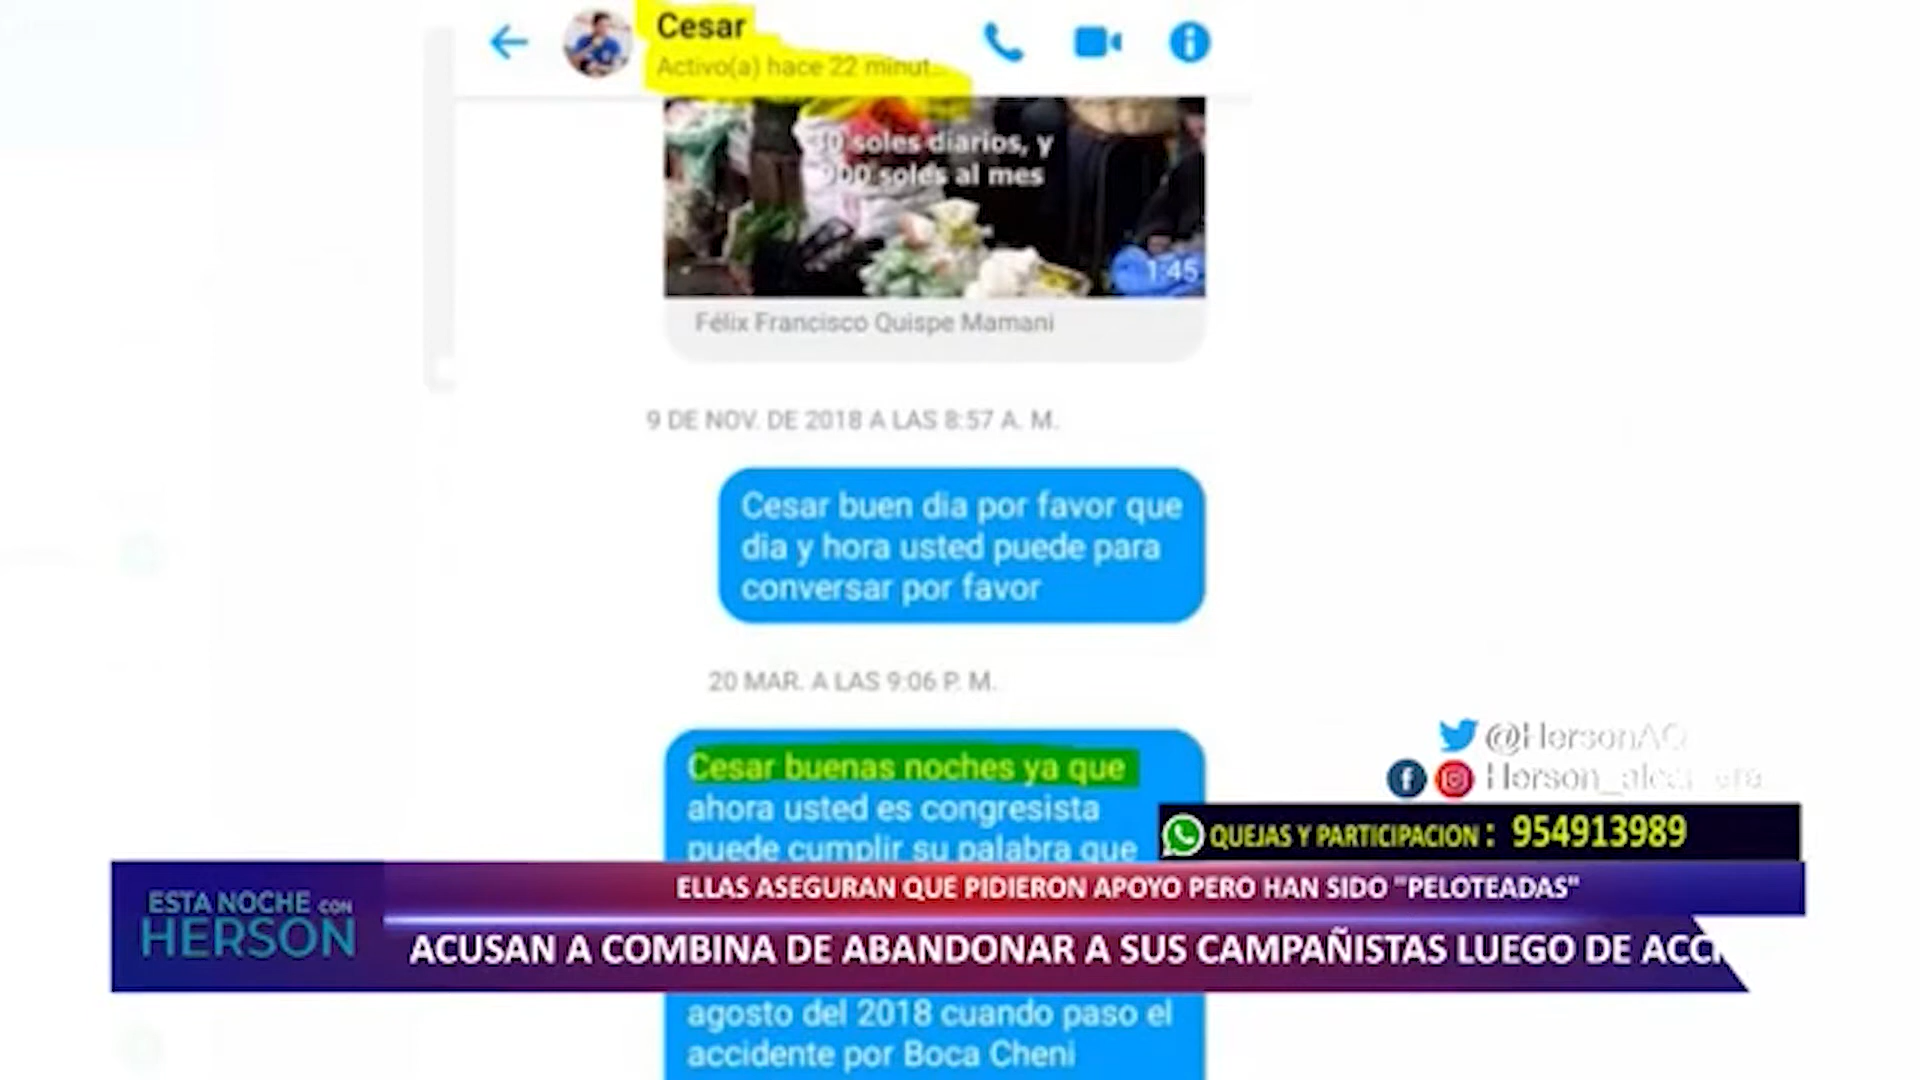 Cesar
Activo(a) hace 22 minut...
30 soles diarios, y
900 soles al mes
1:45
Félix Francisco Quispe Mamani
9 DE NOV. DE 2018 A LAS 8:57 A. M.
Cesar buen dia por favor que
dia y hora usted puede para
conversar por favor
20 MAR. A LAS 9:06 P. M.
Cesar buenas noches ya que
ahora usted es congresista
puede cumplir su palabra que
@HersonAQ
QUEJAS Y PARTICIPACION : 954913989
ELLAS ASEGURAN QUE PIDIERON APOYO PERO HAN SIDO "PELOTEADAS"
ESTA NOCHE CON
HERSON
ACUSAN A COMBINA DE ABANDONAR A SUS CAMPAÑISTAS LUEGO DE ACCI
agosto del 2018 cuando paso el
accidente por Boca Cheni